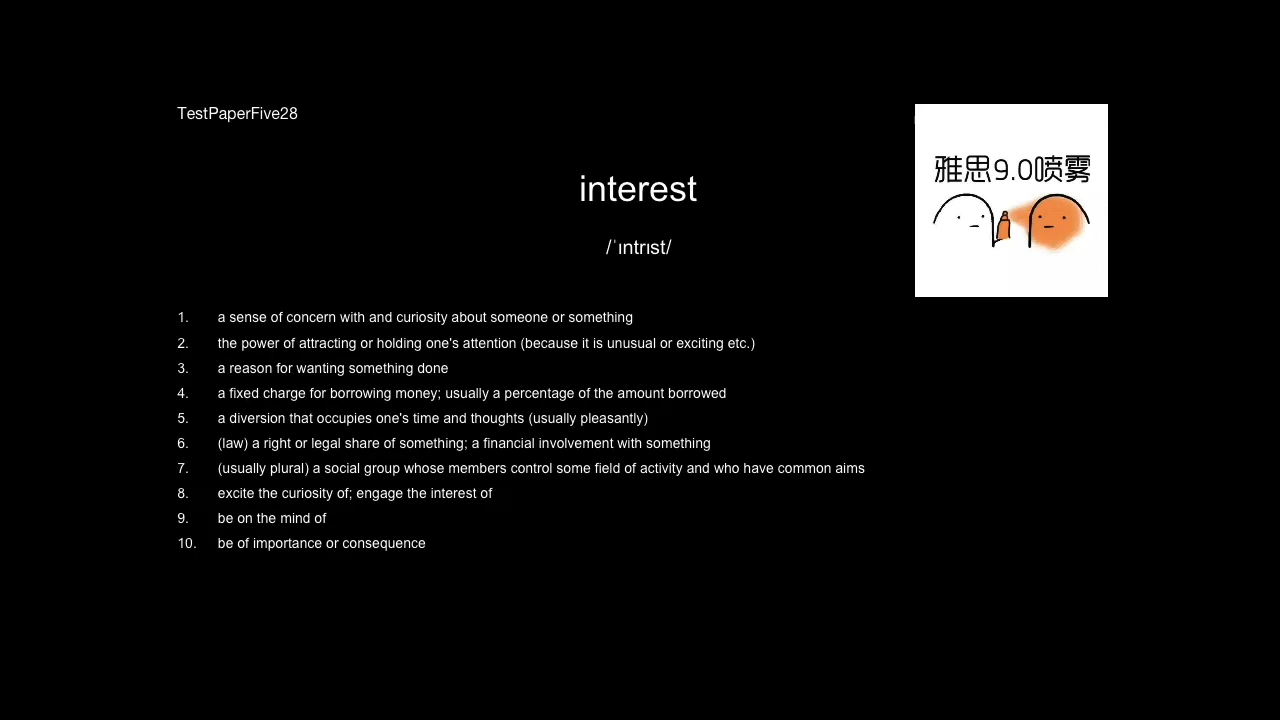 TestPaperFive28
雅思9.0喷雾
interest
/ˈɪntrɪst/
1. a sense of concern with and curiosity about someone or something
2. the power of attracting or holding one's attention (because it is unusual or exciting etc.)
3. a reason for wanting something done
4. a fixed charge for borrowing money; usually a percentage of the amount borrowed
5. a diversion that occupies one's time and thoughts (usually pleasantly)
6. (law) a right or legal share of something; a financial involvement with something
7. (usually plural) a social group whose members control some field of activity and who have common aims
8. excite the curiosity of; engage the interest of
9. be on the mind of
10. be of importance or consequence